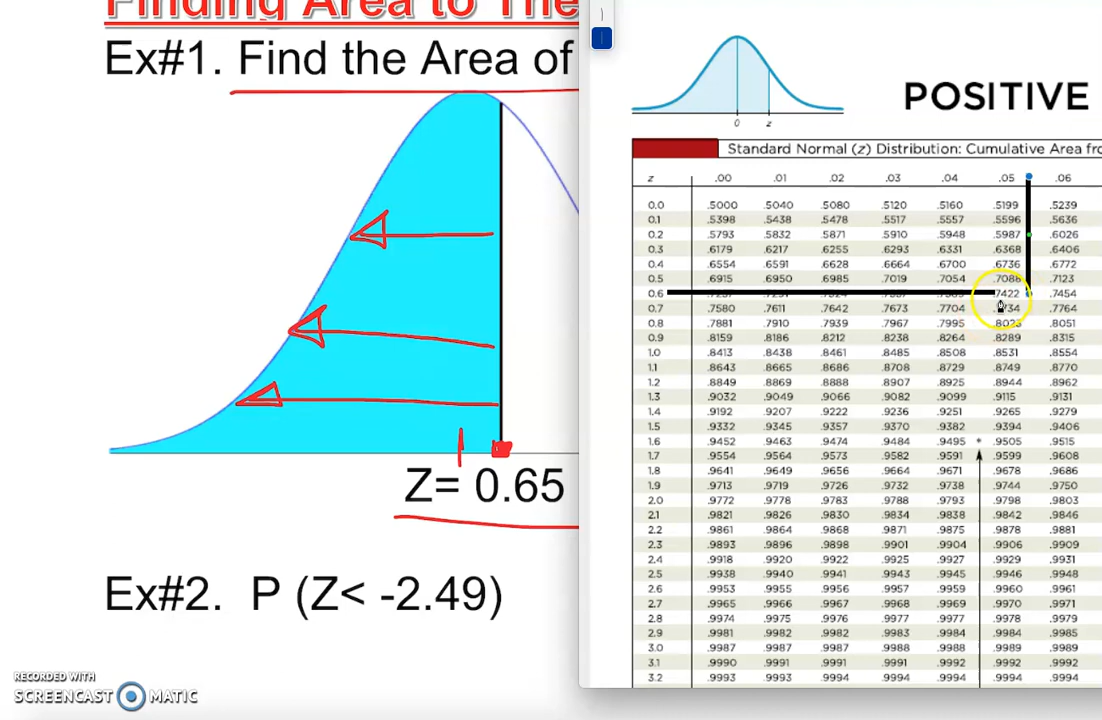 Finding Area to The
Ex#1. Find the Area of
Z= 0.65
Ex#2. P (Z< -2.49)
RECORDED WITH
SCREENCAST MATIC
0 z
POSITIVE
Standard Normal (z) Distribution: Cumulative Area fro
z .00 .01 .02 .03 .04 .05 .06
0.0 .5000 .5040 .5080 .5120 .5160 .5199 .5239
0.1 .5398 .5438 .5478 .5517 .5557 .5596 .5636
0.2 .5793 .5832 .5871 .5910 .5948 .5987 .6026
0.3 .6179 .6217 .6255 .6293 .6331 .6368 .6406
0.4 .6554 .6591 .6628 .6664 .6700 .6736 .6772
0.5 .6915 .6950 .6985 .7019 .7054 .7088 .7123
0.6 7422 .7454
0.7 .7580 .7611 .7642 .7673 .7704 734 .7764
0.8 .7881 .7910 .7939 .7967 .7995 .8023 .8051
0.9 .8159 .8186 .8212 .8238 .8264 .8289 .8315
1.0 .8413 .8438 .8461 .8485 .8508 .8531 .8554
1.1 .8643 .8665 .8686 .8708 .8729 .8749 .8770
1.2 .8849 .8869 .8888 .8907 .8925 .8944 .8962
1.3 .9032 .9049 .9066 .9082 .9099 .9115 .9131
1.4 .9192 .9207 .9222 .9236 .9251 .9265 .9279
1.5 .9332 .9345 .9357 .9370 .9382 .9394 .9406
1.6 .9452 .9463 .9474 .9484 .9495 * .9505 .9515
1.7 .9554 .9564 .9573 .9582 .9591 .9599 .9608
1.8 .9641 .9649 .9656 .9664 .9671 .9678 .9686
1.9 .9713 .9719 .9726 .9732 .9738 .9744 .9750
2.0 .9772 .9778 .9783 .9788 .9793 .9798 .9803
2.1 .9821 .9826 .9830 .9834 .9838 .9842 .9846
2.2 .9861 .9864 .9868 .9871 .9875 .9878 .9881
2.3 .9893 .9896 .9898 .9901 .9904 .9906 .9909
2.4 .9918 .9920 .9922 .9925 .9927 .9929 .9931
2.5 .9938 .9940 .9941 .9943 .9945 .9946 .9948
2.6 .9953 .9955 .9956 .9957 .9959 .9960 .9961
2.7 .9965 .9966 .9967 .9968 .9969 .9970 .9971
2.8 .9974 .9975 .9976 .9977 .9977 .9978 .9979
2.9 .9981 .9982 .9982 .9983 .9984 .9984 .9985
3.0 .9987 .9987 .9987 .9988 .9988 .9989 .9989
3.1 .9990 .9991 .9991 .9991 .9992 .9992 .9992
3.2 .9993 .9993 .9994 .9994 .9994 .9994 .9994